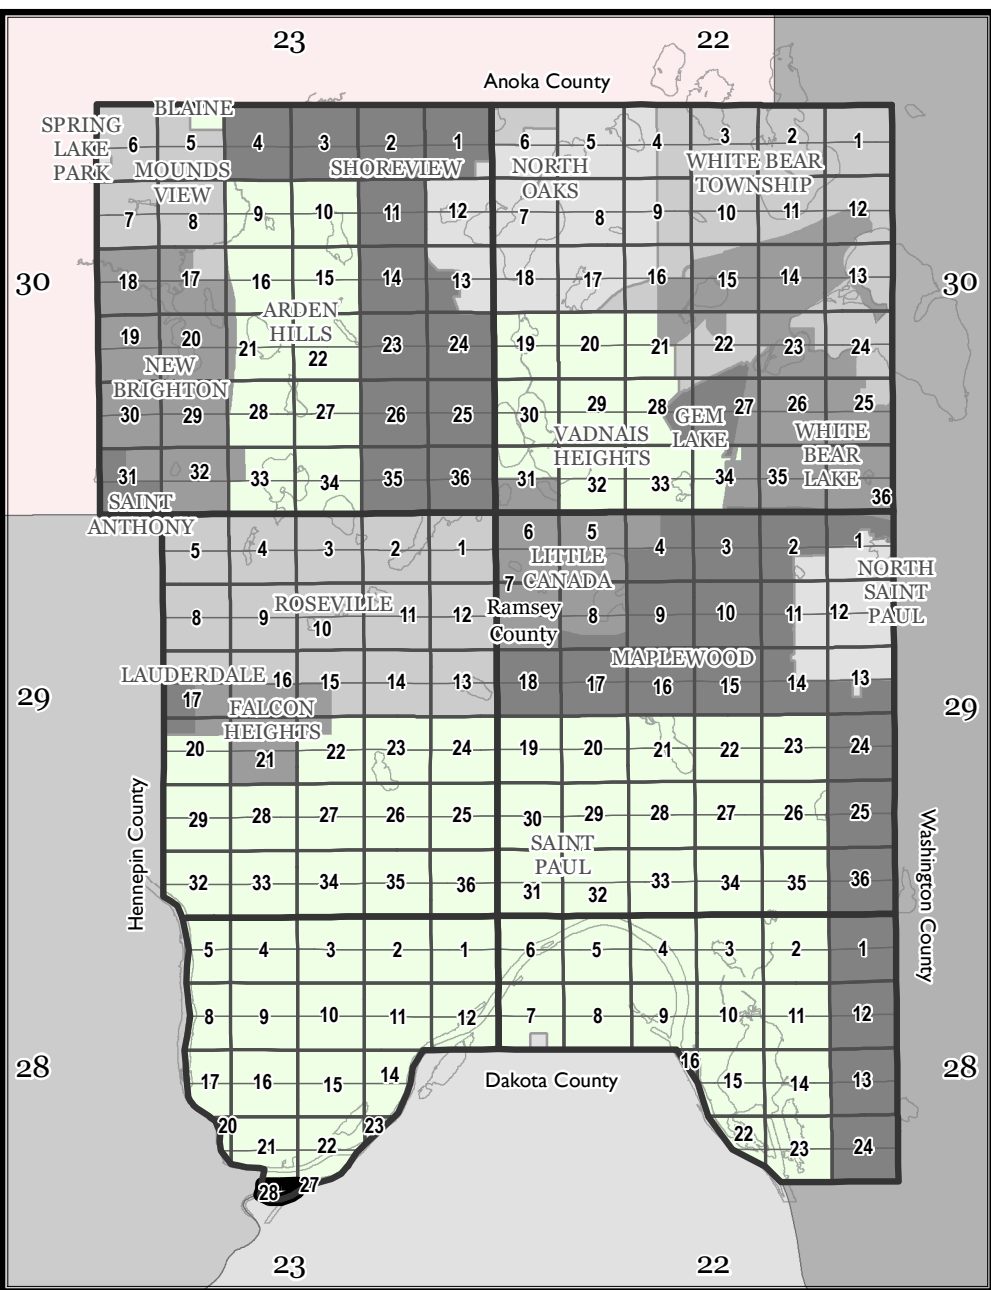 23 22
Anoka County
BLAINE
SPRING
LAKE
PARK
6 5 4 3 2 1 6 5 4 3 2 1
MOUNDS
VIEW
SHOREVIEW
NORTH
OAKS
WHITE BEAR
TOWNSHIP
7 8 9 10 11 12 7 8 9 10 11 12
30 18 17 16 15 14 13 18 17 16 15 14 13 30
ARDEN
HILLS
19 20 21 22 23 24 19 20 21 22 23 24
NEW
BRIGHTON
30 29 28 27 26 25 30 29 28 27 26 25
GEM
LAKE
VADNAIS
HEIGHTS
WHITE
BEAR
LAKE
31 32 33 34 35 36 31 32 33 34 35 36
SAINT
ANTHONY
5 4 3 2 1 6 5 4 3 2 1
LITTLE
CANADA
NORTH
SAINT
PAUL
8 9 10 11 12 7 8 9 10 11 12
ROSEVILLE
Ramsey
County
MAPLEWOOD
LAUDERDALE
29 17 16 15 14 13 18 17 16 15 14 13 29
FALCON
HEIGHTS
20 21 22 23 24 19 20 21 22 23 24
Hennepin County
Washington County
29 28 27 26 25 30 29 28 27 26 25
SAINT
PAUL
32 33 34 35 36 31 32 33 34 35 36
5 4 3 2 1 6 5 4 3 2 1
8 9 10 11 12 7 8 9 10 11 12
28 17 16 15 14 16 15 14 13 28
Dakota County
20 21 22 23 22 23 24
28 27
23 22